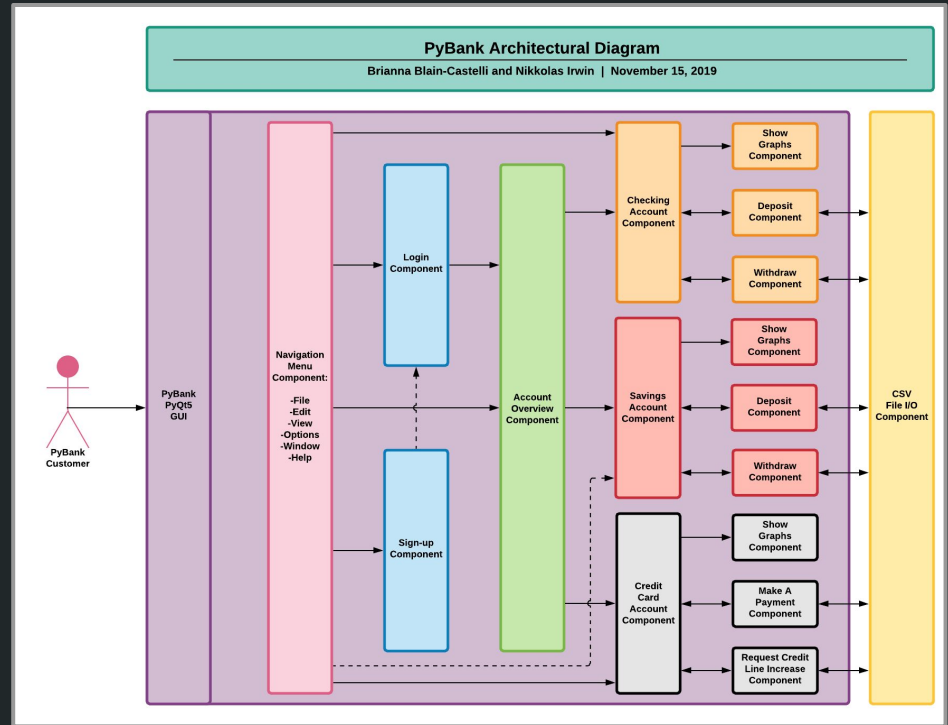 PyBank Architectural Diagram
Brianna Blain-Castelli and Nikkolas Irwin | November 15, 2019
PyBank
Customer
PyBank
PyQt5
GUI
Navigation
Menu
Component:
-File
-Edit
-View
-Options
-Window
-Help
Login
Component
Sign-up
Component
Account
Overview
Component
Checking
Account
Component
Show
Graphs
Component
Deposit
Component
Withdraw
Component
Savings
Account
Component
Show
Graphs
Component
Deposit
Component
Withdraw
Component
Credit
Card
Account
Component
Show
Graphs
Component
Make A
Payment
Component
Request Credit
Line Increase
Component
CSV
File I/O
Component